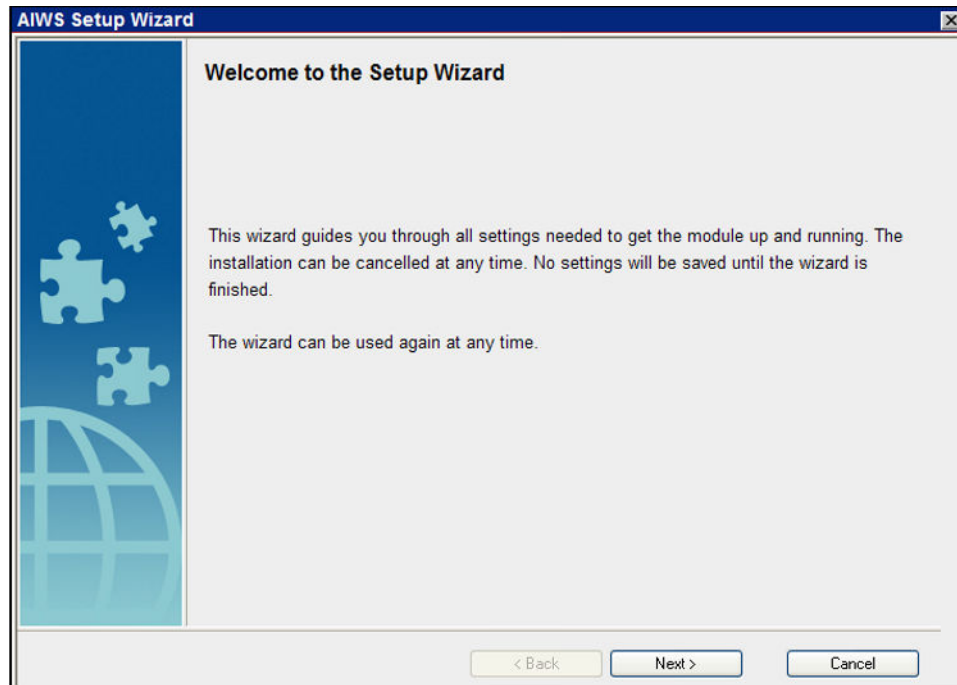 AIWS Setup Wizard
Welcome to the Setup Wizard
This wizard guides you through all settings needed to get the module up and running. The
installation can be cancelled at any time. No settings will be saved until the wizard is
finished.
The wizard can be used again at any time.
< Back Next > Cancel